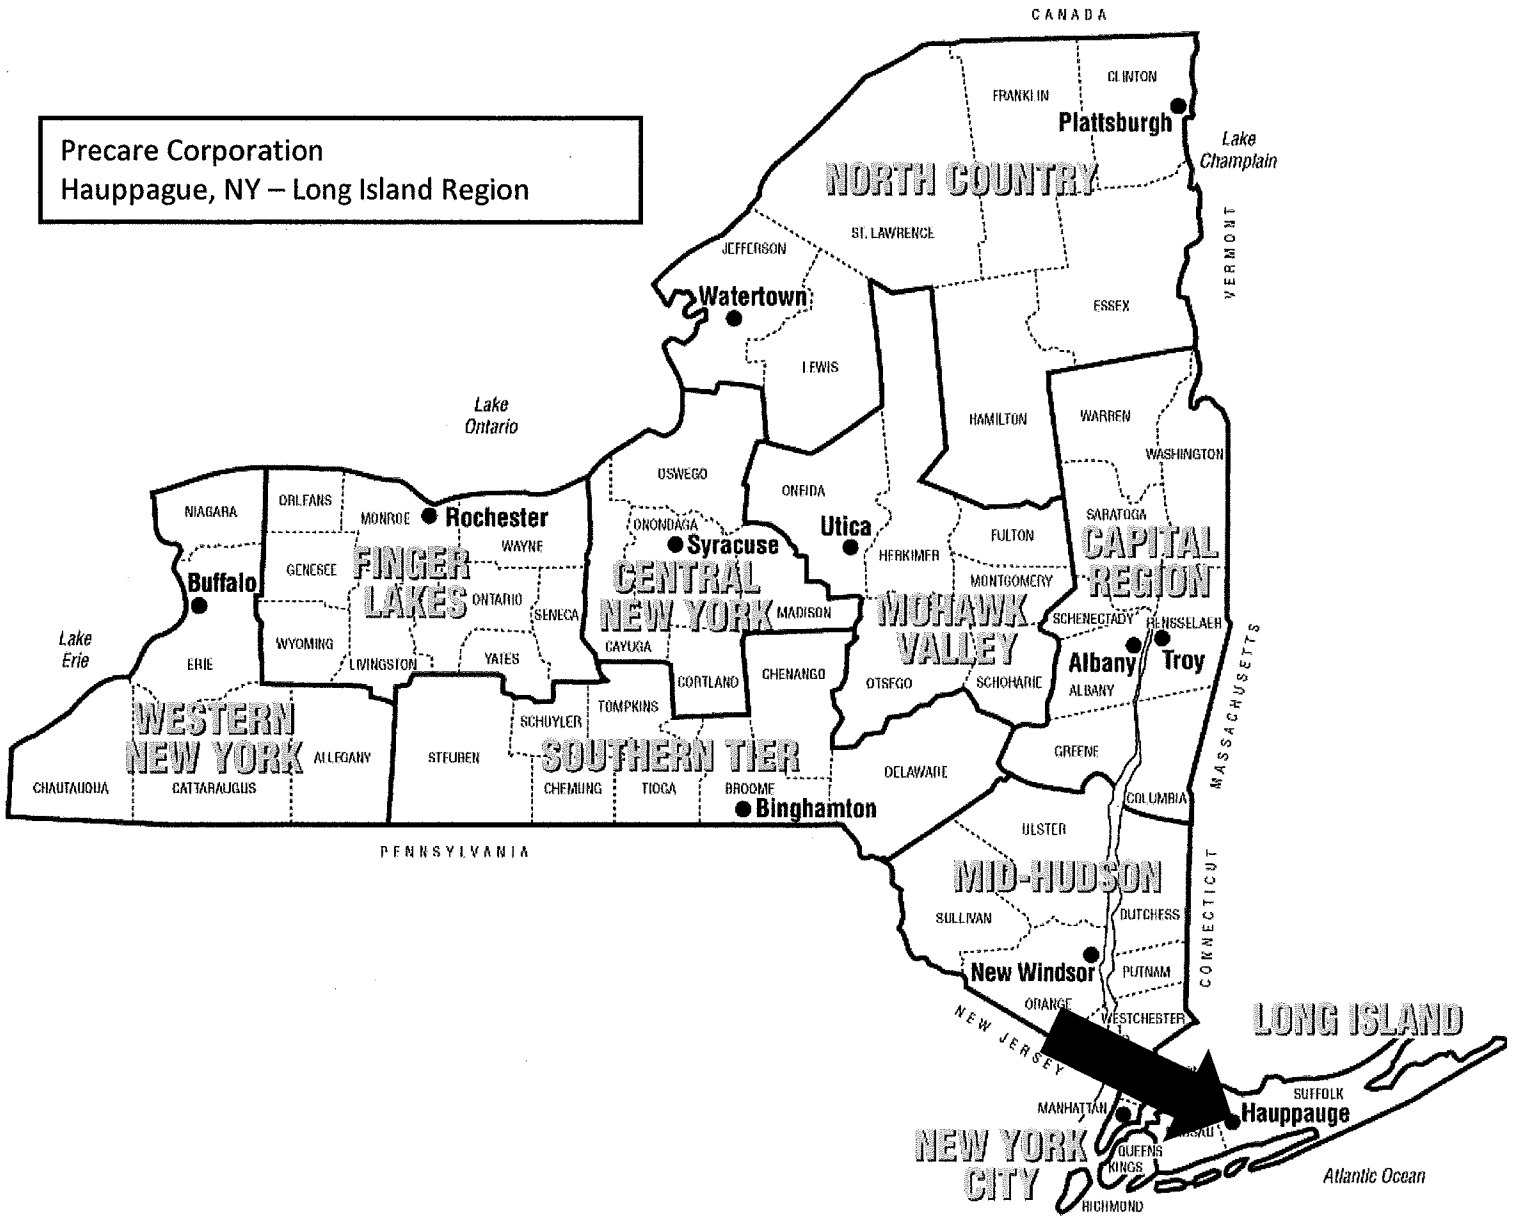 CANADA
CLINTON
FRANKLIN
Plattsburgh
Lake
Champlain
Precare Corporation
Hauppague, NY – Long Island Region
NORTH COUNTRY
ST. LAWRENCE
VERMONT
JEFFERSON
Watertown
ESSEX
LEWIS
HAMILTON
WARREN
WASHINGTON
Lake
Ontario
OSWEGO
ONEIDA
NIAGARA
ORLEANS
MONROE
Rochester
ONONDAGA
Syracuse
Utica
HERKIMER
FULTON
SARATOGA
CAPITAL
REGION
WAYNE
FINGER
LAKES
GENESEE
ONTARIO
SENECA
CENTRAL
NEW YORK
MADISON
MONTGOMERY
MOHAWK
VALLEY
Buffalo
SCHENECTADY
RENSSELAER
Albany
Troy
ALBANY
Lake
Erie
ERIE
WYOMING
LIVINGSTON
YATES
CAYUGA
CORTLAND
CHENANGO
OTSEGO
SCHOHARIE
MASSACHUSETTS
WESTERN
NEW YORK
CHAUTAUQUA
CATTARAUGUS
ALLEGANY
STEUBEN
SCHUYLER
TOMPKINS
SOUTHERN TIER
CHEMUNG
TIOGA
BROOME
Binghamton
DELAWARE
GREENE
COLUMBIA
PENNSYLVANIA
ULSTER
MID-HUDSON
SULLIVAN
DUTCHESS
CONNECTICUT
New Windsor
PUTNAM
ORANGE
WESTCHESTER
NEW JERSEY
LONG ISLAND
SUFFOLK
Hauppauge
MANHATTAN
NEW YORK
CITY
QUEENS
KINGS
RICHMOND
Atlantic Ocean